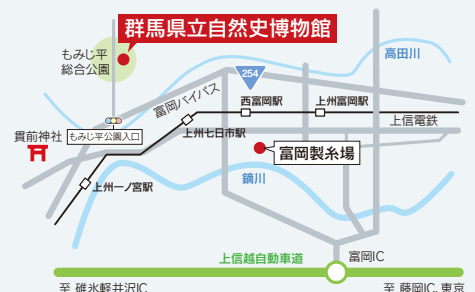 群馬県立自然史博物館
もみじ平
総合公園
高田川
254
富岡バイパス
西富岡駅
上州富岡駅
貫前神社
もみじ平公園入口
上州七日市駅
上信電鉄
富岡製糸場
上州一ノ宮駅
鏑川
上信越自動車道
富岡IC
至 碓氷軽井沢IC
至 藤岡IC、東京